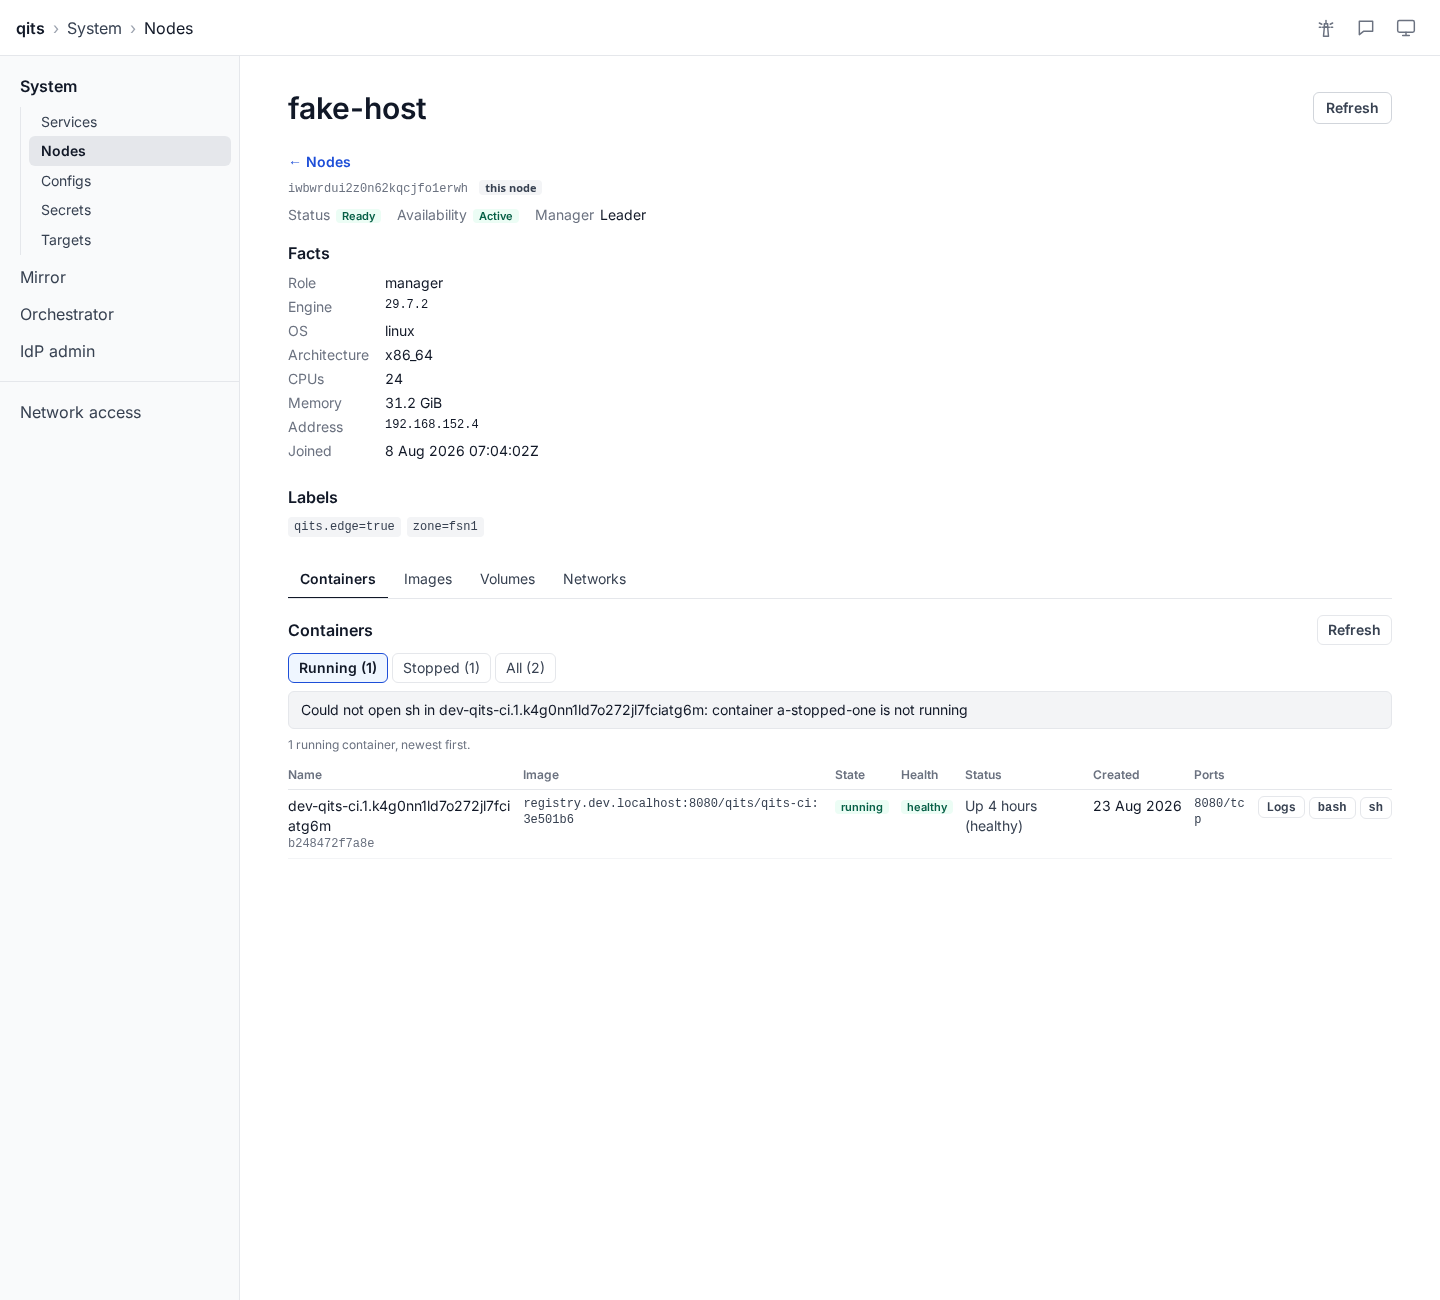 qits › System › Nodes
System
Services
Nodes
Configs
Secrets
Targets
Mirror
Orchestrator
IdP admin
Network access
fake-host
Refresh
← Nodes
iwbwrdui2z0n62kqcjfo1erwh this node
Status Ready Availability Active Manager Leader
Facts
Role manager
Engine 29.7.2
OS linux
Architecture x86_64
CPUs 24
Memory 31.2 GiB
Address 192.168.152.4
Joined 8 Aug 2026 07:04:02Z
Labels
qits.edge=true zone=fsn1
Containers Images Volumes Networks
Containers
Refresh
Running (1) Stopped (1) All (2)
Could not open sh in dev-qits-ci.1.k4g0nn1ld7o272jl7fciatg6m: container a-stopped-one is not running
1 running container, newest first.
Name Image State Health Status Created Ports
dev-qits-ci.1.k4g0nn1ld7o272jl7fci
atg6m
b248472f7a8e
registry.dev.localhost:8080/qits/qits-ci:
3e501b6
running
healthy
Up 4 hours
(healthy)
23 Aug 2026
8080/tc
p
Logs bash sh